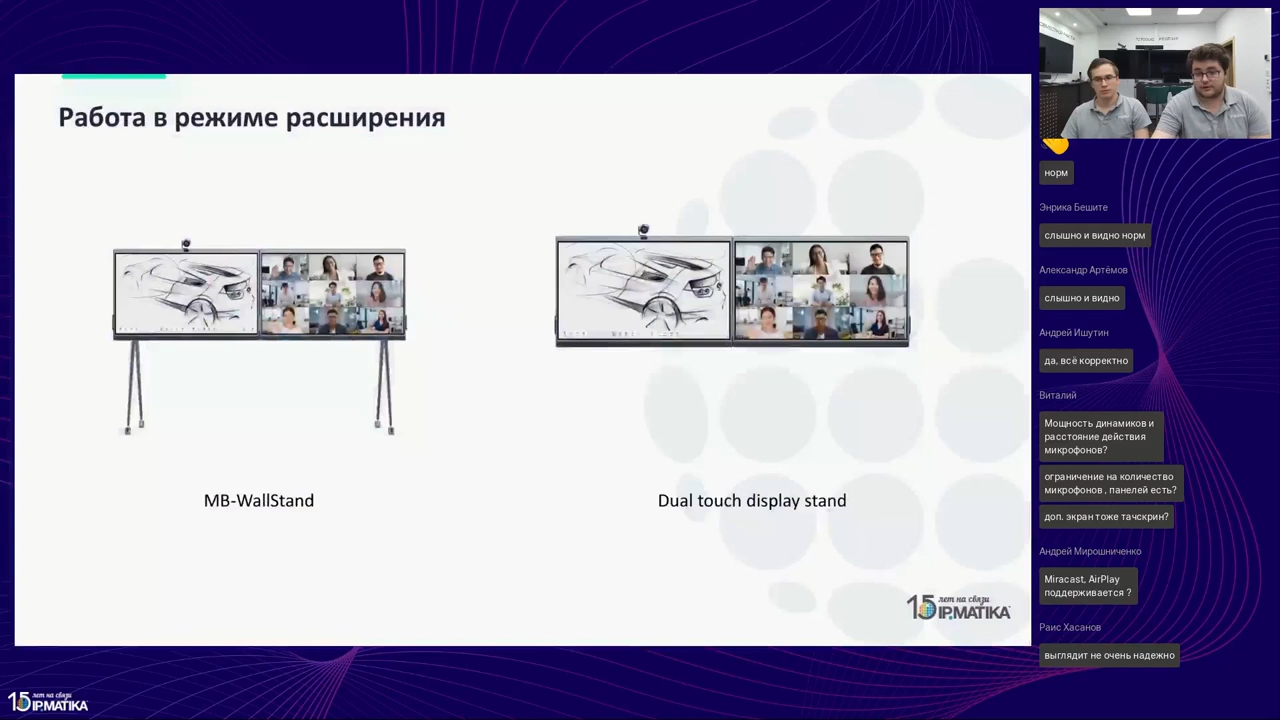 Работа в режиме расширения
MB-WallStand
Dual touch display stand
15 лет на связи
IPMATIKA
15 лет на связи
IPMATIKA
норм
Энрика Бешите
слышно и видно норм
Александр Артёмов
слышно и видно
Андрей Ишутин
да, всё корректно
Виталий
Мощность динамиков и
расстояние действия
микрофонов?
ограничение на количество
микрофонов , панелей есть?
доп. экран тоже тачскрин?
Андрей Мирошниченко
Miracast, AirPlay
поддерживается ?
Раис Хасанов
выглядит не очень надежно